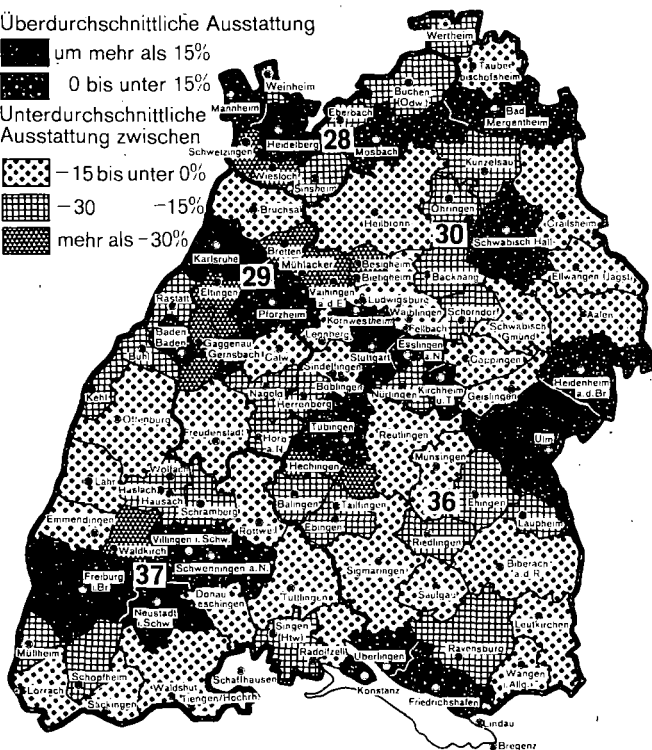 Überdurchschnittliche Ausstattung
um mehr als 15%
0 bis unter 15%
Unterdurchschnittliche
Ausstattung zwischen
–15 bis unter 0%
–30 –15%
mehr als –30%
Wertheim
Tauber
bischofsheim
Weinheim
Buchen
(Odw.)
Mannheim
Eberbach
Bad
Mergentheim
Heidelberg
28
Mosbach
Schwetzingen
Künzelsau
Wiesloch
Sinsheim
Öhringen
Bruchsal
Heilbronn
Crailsheim
30
Schwäbisch Hall
Karlsruhe
Bretten
Mühlacker
Besigheim
Bietigheim
Backnang
Ellwangen (Jagst)
29
Ettlingen
Vaihingen
a.d.E.
Ludwigsburg
Rastatt
Waiblingen
Schorndorf
Aalen
Pforzheim
Kornwestheim
Fellbach
Schwäbisch
Gmünd
Baden
Baden
Leonberg
Gaggenau
Gernsbach
Esslingen
a.N.
Bühl
Calw
Stuttgart
Göppingen
Sindelfingen
Böblingen
Kirchheim
u.T.
Heidenheim
a.d.Br.
Kehl
Nagold
Nürtingen
Geislingen
Herrenberg
Offenburg
Tübingen
Freudenstadt
Horb
a.N.
Reutlingen
Ulm
Hechingen
Münsingen
Wolfach
Lahr
Haslach
Hausach
36
Balingen
Tailfingen
Ehingen
Schramberg
Emmendingen
Ebingen
Laupheim
Rottweil
Villingen i.Schw.
Riedlingen
Waldkirch
Schwenningen a.N.
Sigmaringen
Biberach
a.d.R.
37
Freiburg
i.Br.
Donau
eschingen
Saulgau
Neustadt
i.Schw.
Tuttlingen
Leutkirchen
Singen
(Htw)
Müllheim
Radolfzell
Überlingen
Ravensburg
Schopfheim
Wangen
i.Allg.
Schaffhausen
Lörrach
Waldshut
Tiengen/Hochrh.
Konstanz
Säckingen
Friedrichshafen
Lindau
Bregenz